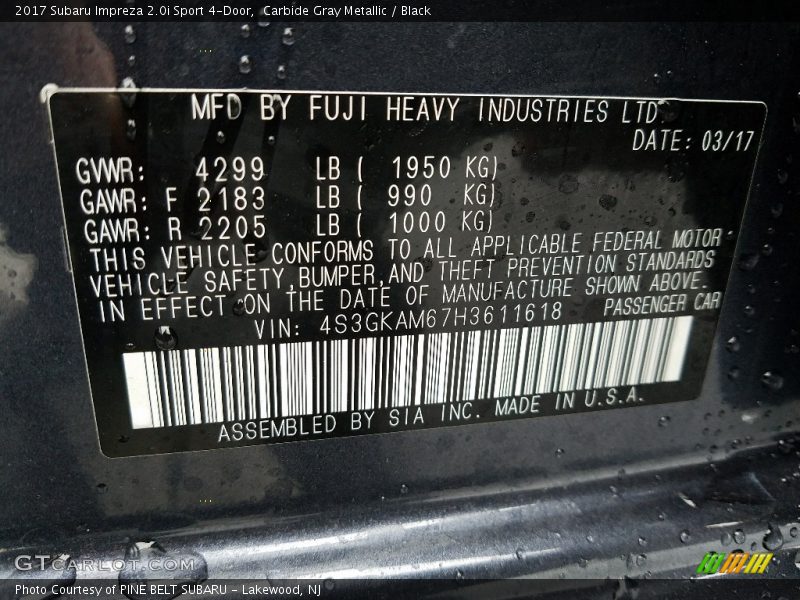 2017 Subaru Impreza 2.0i Sport 4-Door,  Carbide Gray Metallic / Black
MFD BY FUJI HEAVY INDUSTRIES LTD.
DATE: 03/17
GVWR: 4299 LB ( 1950 KG)
GAWR: F 2183 LB ( 990 KG)
GAWR: R 2205 LB ( 1000 KG)
THIS VEHICLE CONFORMS TO ALL APPLICABLE FEDERAL MOTOR
VEHICLE SAFETY,BUMPER,AND THEFT PREVENTION STANDARDS
IN EFFECT ON THE DATE OF MANUFACTURE SHOWN ABOVE.
VIN: 4S3GKAM67H3611618 PASSENGER CAR
ASSEMBLED BY SIA INC. MADE IN U.S.A.
GTCarLot.com
Photo Courtesy of PINE BELT SUBARU - Lakewood, NJ